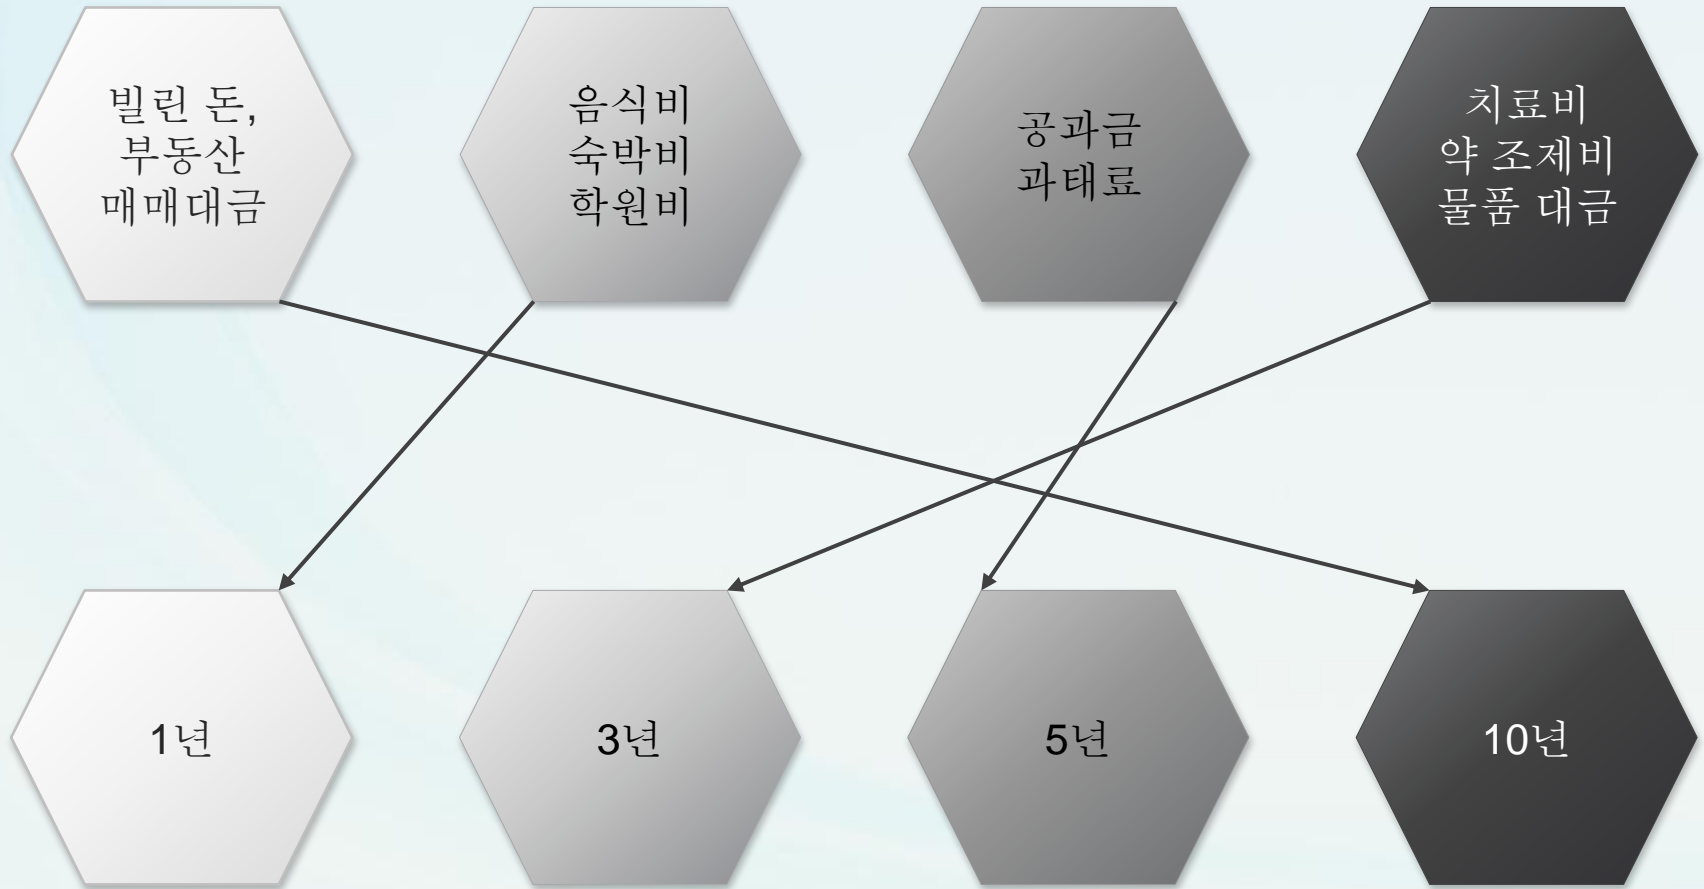 빌린 돈,
부동산
매매대금
음식비
숙박비
학원비
공과금
과태료
치료비
약 조제비
물품 대금
1년
3년
5년
10년